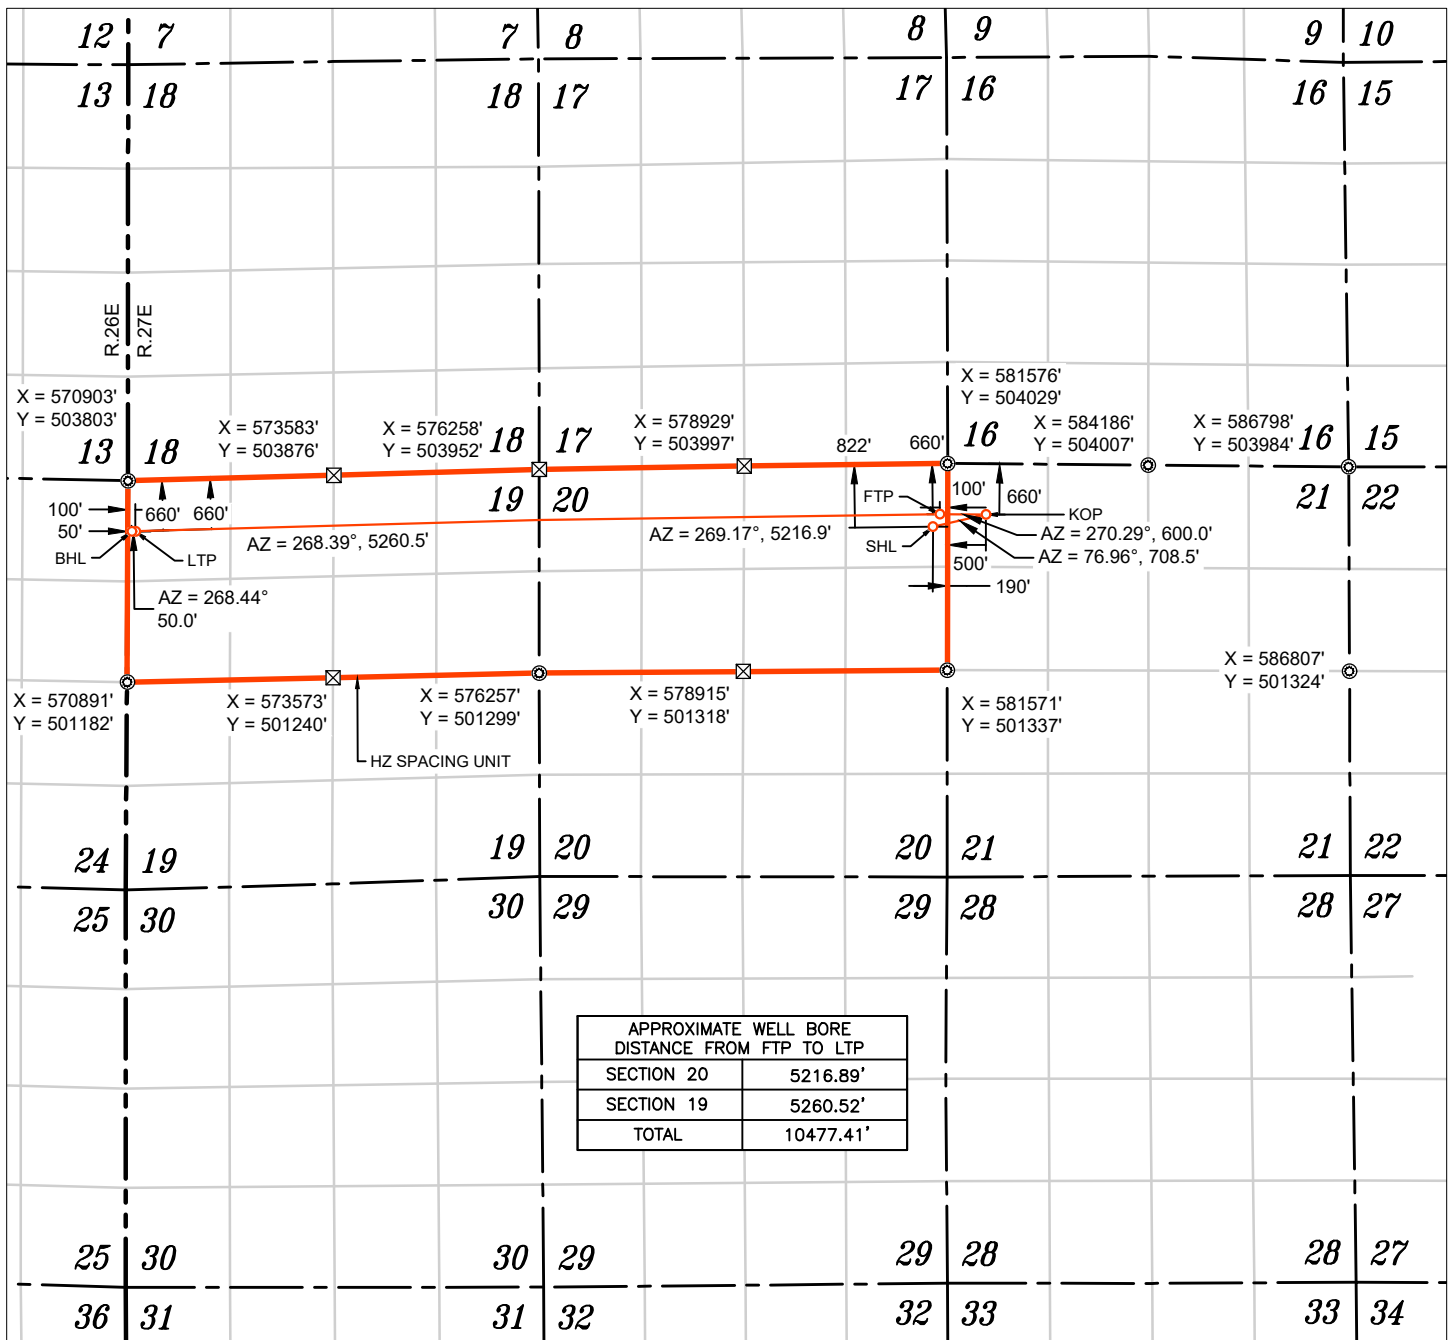 12 7 7 8 8 9 9 10
13 18 18 17 17 16 16 15
R.26E
R.27E
X = 570903'
Y = 503803'
X = 573583'
Y = 503876'
X = 576258'
Y = 503952'
X = 578929'
Y = 503997'
X = 581576'
Y = 504029'
X = 584186'
Y = 504007'
X = 586798'
Y = 503984'
13 18 18 17 16 16 15
19 20 21 22
822' 660'
100'
50'
660' 660'
BHL
LTP
AZ = 268.39°, 5260.5'
AZ = 268.44°
50.0'
AZ = 269.17°, 5216.9'
FTP
SHL
100'
660'
KOP
AZ = 270.29°, 600.0'
AZ = 76.96°, 708.5'
500'
190'
X = 570891'
Y = 501182'
X = 573573'
Y = 501240'
X = 576257'
Y = 501299'
X = 578915'
Y = 501318'
X = 581571'
Y = 501337'
X = 586807'
Y = 501324'
HZ SPACING UNIT
24 19 19 20 20 21 21 22
25 30 30 29 29 28 28 27
APPROXIMATE WELL BORE
DISTANCE FROM FTP TO LTP
SECTION 20 5216.89'
SECTION 19 5260.52'
TOTAL 10477.41'
25 30 30 29 29 28 28 27
36 31 31 32 32 33 33 34